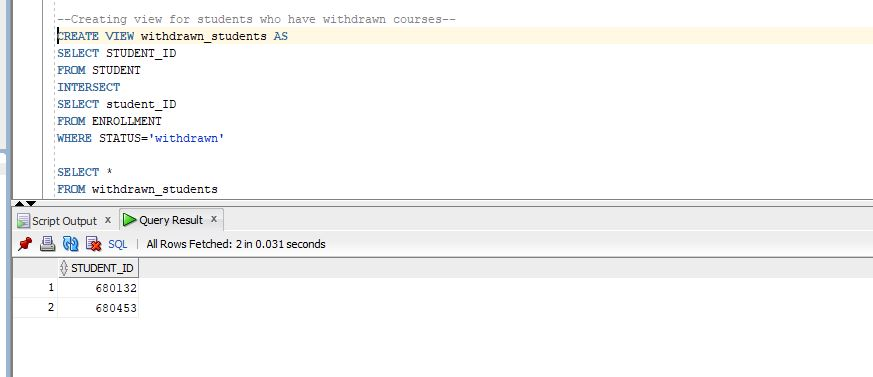 --Creating view for students who have withdrawn courses--
CREATE VIEW withdrawn_students AS
SELECT STUDENT_ID
FROM STUDENT
INTERSECT
SELECT student_ID
FROM ENROLLMENT
WHERE STATUS='withdrawn'
SELECT *
FROM withdrawn_students
Script Output x Query Result x
SQL | All Rows Fetched: 2 in 0.031 seconds
STUDENT_ID
1 680132
2 680453